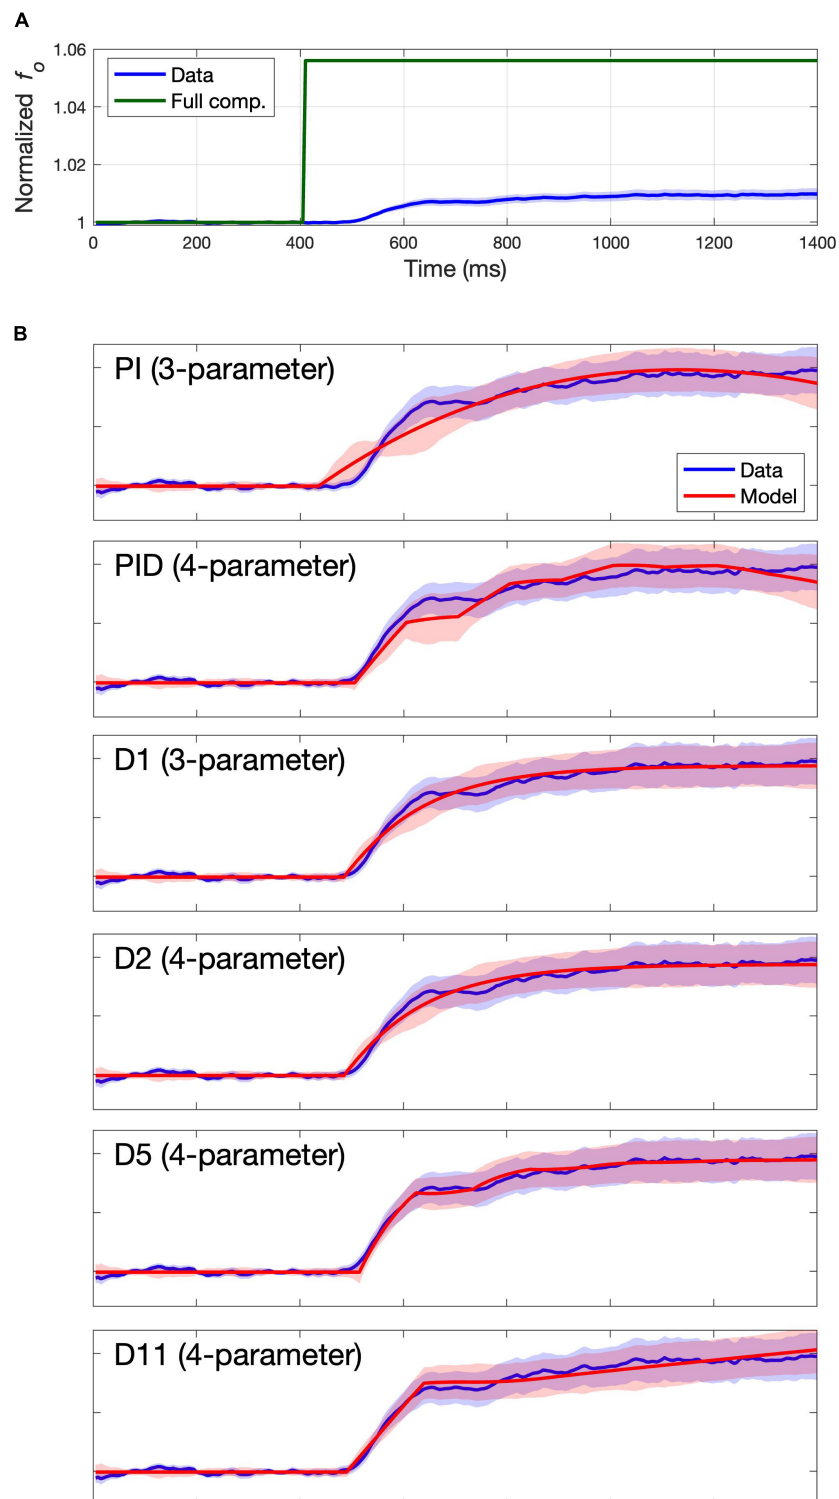 A
Normalized fo
1.06
1.04
1.02
1
Data
Full comp.
0 200 400 600 800 1000 1200 1400
Time (ms)
B
PI (3-parameter)
Data
Model
PID (4-parameter)
D1 (3-parameter)
D2 (4-parameter)
D5 (4-parameter)
D11 (4-parameter)